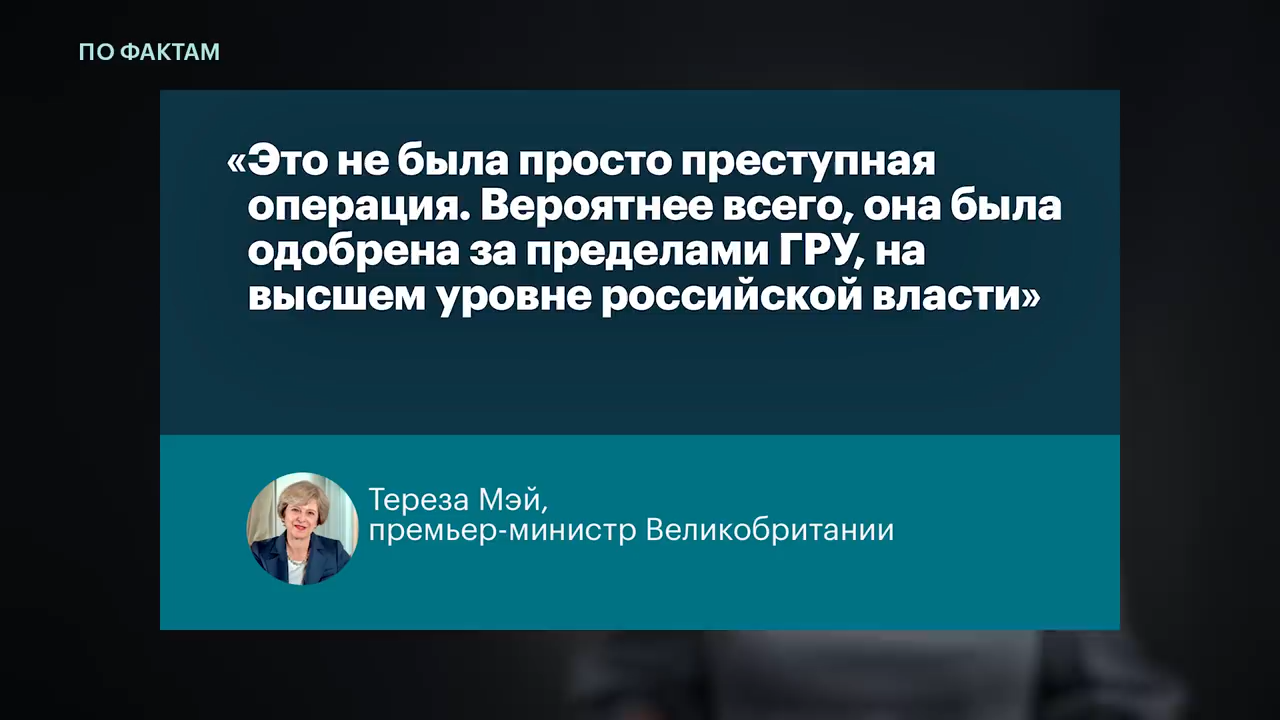 ПО ФАКТАМ
«Это не была просто преступная
операция. Вероятнее всего, она была
одобрена за пределами ГРУ, на
высшем уровне российской власти»
Тереза Мэй,
премьер-министр Великобритании